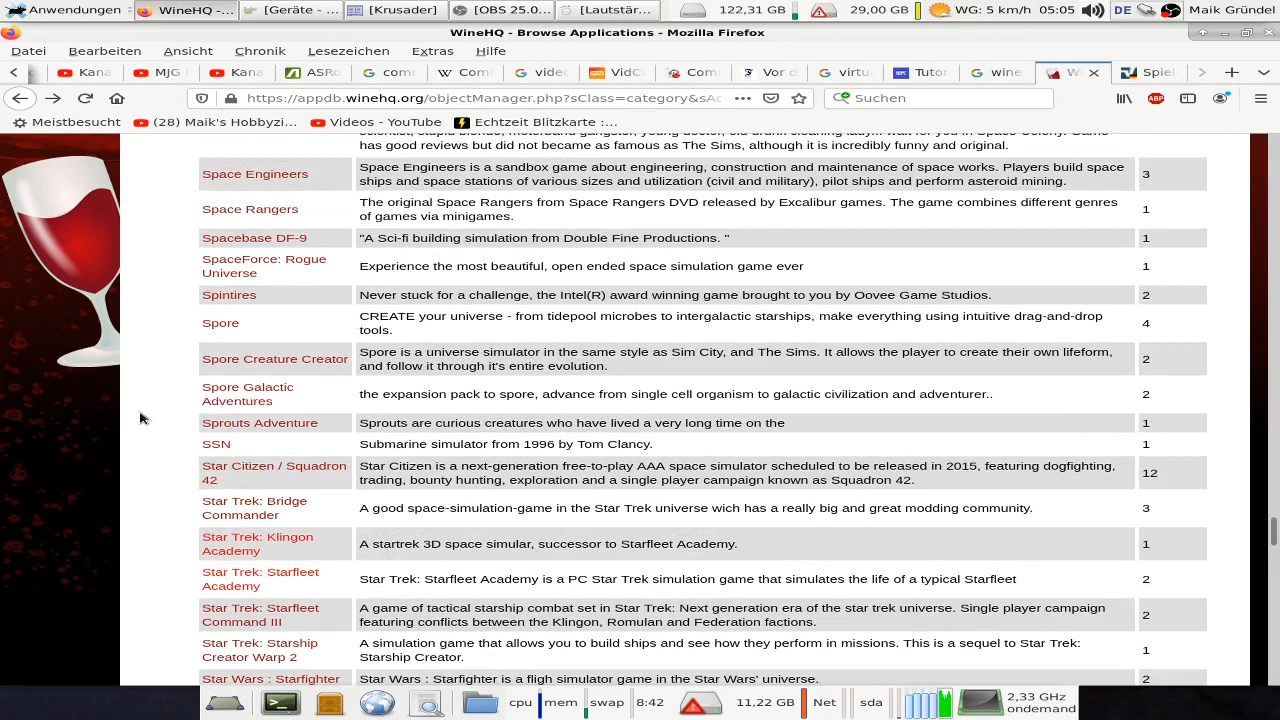 Anwendungen WineHQ -... [Geräte - ... [Krusader] [OBS 25.0... [Lautstär... 122,31 GB 29,00 GB WG: 5 km/h 05:05 DE Maik Gründel
WineHQ - Browse Applications - Mozilla Firefox
Datei Bearbeiten Ansicht Chronik Lesezeichen Extras Hilfe
Kana MJG Kana ASRo com Com video VidC Com Vor d virtu Tutor wine Wi Spiel
https://appdb.winehq.org/objectManager.php?sClass=category&sAc Suchen
Meistbesucht (28) Maik's Hobbyzi... Videos - YouTube Echtzeit Blitzkarte :...
has good reviews but did not became as famous as The Sims, although it is incredibly funny and original.
Space Engineers Space Engineers is a sandbox game about engineering, construction and maintenance of space works. Players build space 3
ships and space stations of various sizes and utilization (civil and military), pilot ships and perform asteroid mining.
Space Rangers The original Space Rangers from Space Rangers DVD released by Excalibur games. The game combines different genres 1
of games via minigames.
Spacebase DF-9 "A Sci-fi building simulation from Double Fine Productions. " 1
SpaceForce: Rogue
Universe Experience the most beautiful, open ended space simulation game ever 1
Spintires Never stuck for a challenge, the Intel(R) award winning game brought to you by Oovee Game Studios. 2
Spore CREATE your universe - from tidepool microbes to intergalactic starships, make everything using intuitive drag-and-drop 4
tools.
Spore Creature Creator Spore is a universe simulator in the same style as Sim City, and The Sims. It allows the player to create their own lifeform, 2
and follow it through it's entire evolution.
Spore Galactic
Adventures the expansion pack to spore, advance from single cell organism to galactic civilization and adventurer.. 2
Sprouts Adventure Sprouts are curious creatures who have lived a very long time on the 1
SSN Submarine simulator from 1996 by Tom Clancy. 1
Star Citizen / Squadron Star Citizen is a next-generation free-to-play AAA space simulator scheduled to be released in 2015, featuring dogfighting, 12
42 trading, bounty hunting, exploration and a single player campaign known as Squadron 42.
Star Trek: Bridge
Commander A good space-simulation-game in the Star Trek universe wich has a really big and great modding community. 3
Star Trek: Klingon
Academy A startrek 3D space simular, successor to Starfleet Academy. 1
Star Trek: Starfleet
Academy Star Trek: Starfleet Academy is a PC Star Trek simulation game that simulates the life of a typical Starfleet 2
Star Trek: Starfleet A game of tactical starship combat set in Star Trek: Next generation era of the star trek universe. Single player campaign 2
Command III featuring conflicts between the Klingon, Romulan and Federation factions.
Star Trek: Starship A simulation game that allows you to build ships and see how they perform in missions. This is a sequel to Star Trek: 1
Creator Warp 2 Starship Creator.
Star Wars : Starfighter Star Wars : Starfighter is a fligh simulator game in the Star Wars' universe. 2
cpu mem swap 8:42 11,22 GB Net sda 2,33 GHz
ondemand